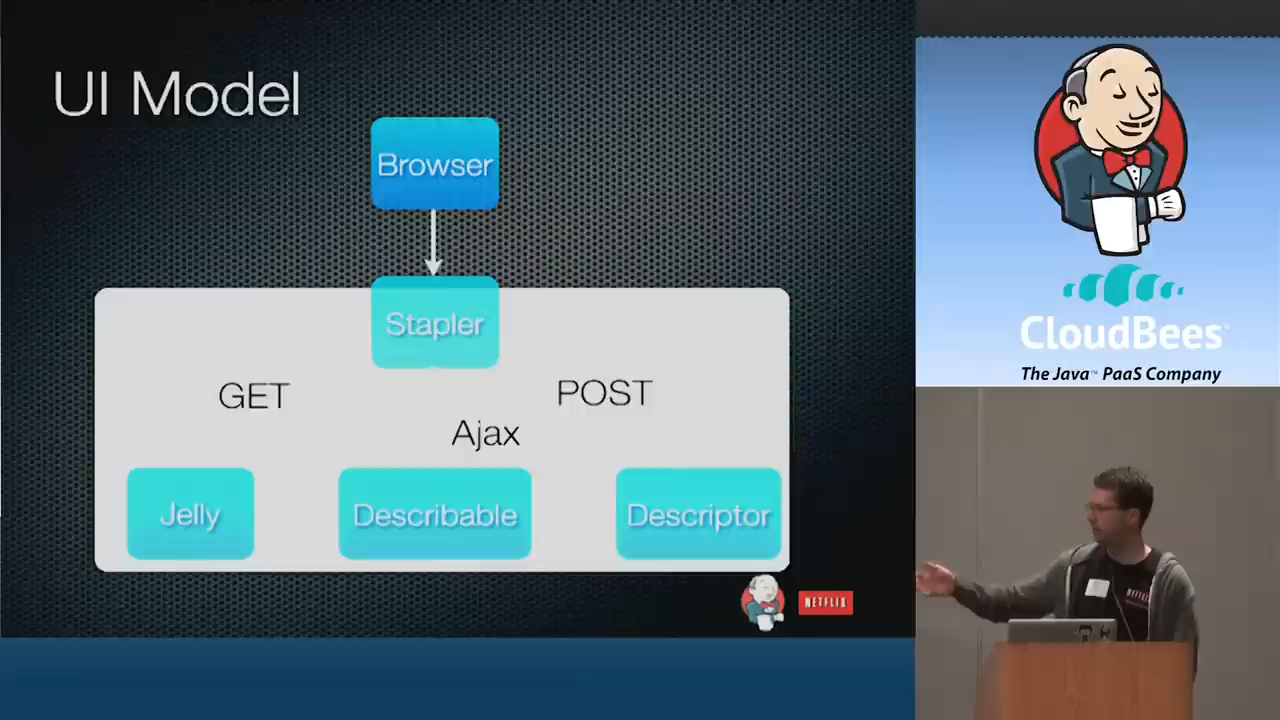 UI Model
Browser
Stapler
GET
POST
Ajax
Jelly
Describable
Descriptor
NETFLIX
CloudBees
The Java™ PaaS Company